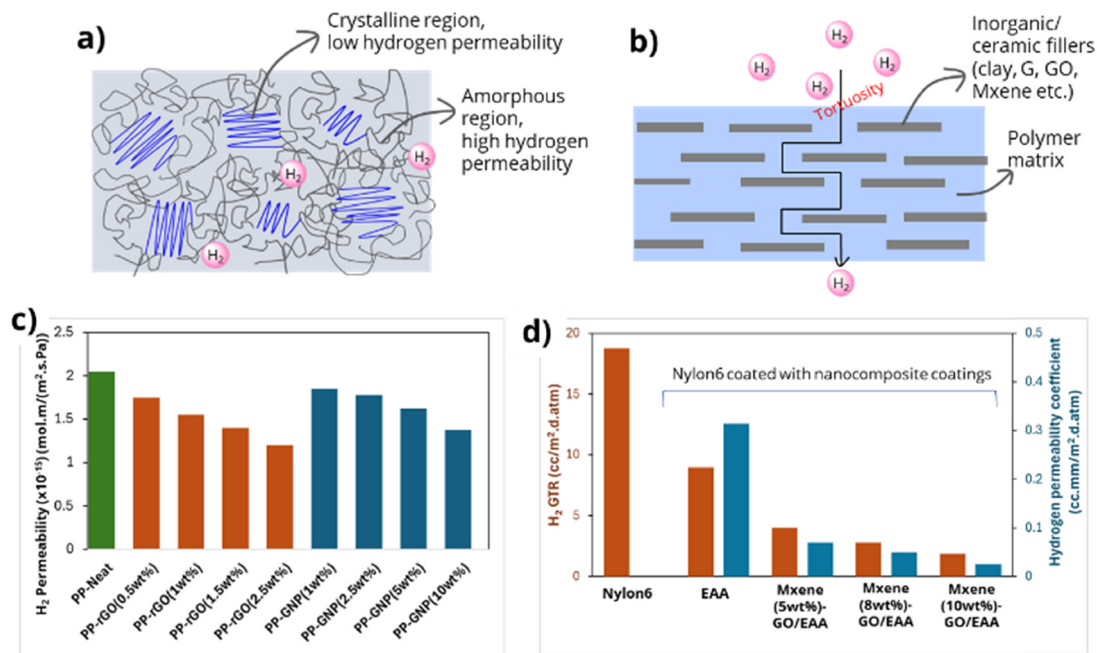 a)
Crystalline region,
low hydrogen permeability
Amorphous
region,
high hydrogen
permeability
H₂
H₂
H₂
b)
H₂
H₂
H₂
H₂
Tortuosity
Inorganic/
ceramic fillers
(clay, G, GO,
Mxene etc.)
Polymer
matrix
H₂
c)
H₂ Permeability (x10⁻¹⁵) (mol.m/(m².s.Pa))
2.5
2
1.5
1
0.5
0
PP-Neat
PP-rGO(0.5wt%)
PP-rGO(1wt%)
PP-rGO(1.5wt%)
PP-rGO(2.5wt%)
PP-GNP(1wt%)
PP-GNP(2.5wt%)
PP-GNP(5wt%)
PP-GNP(10wt%)
d)
H₂ GTR (cc/m².d.atm)
20
15
10
5
0
Nylon6 coated with nanocomposite coatings
0.5
0.4
0.3
0.2
0.1
0
Hydrogen permeability coefficient
(cc.mm/m².d.atm)
Nylon6
EAA
Mxene
(5wt%)-
GO/EAA
Mxene
(8wt%)-
GO/EAA
Mxene
(10wt%)-
GO/EAA